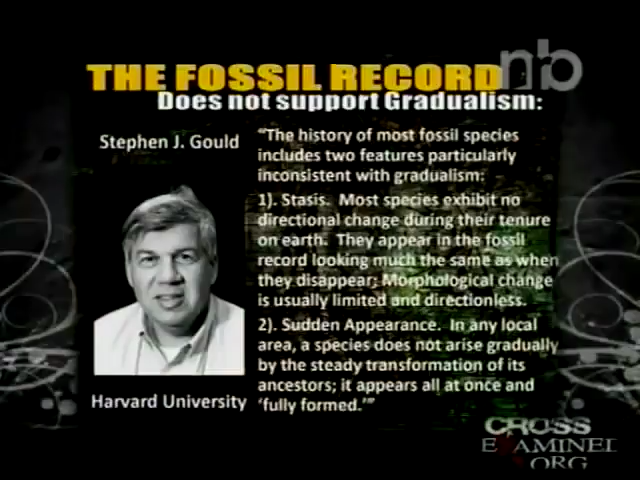 THE FOSSIL RECORD
nrb
Does not support Gradualism:
Stephen J. Gould
“The history of most fossil species
includes two features particularly
inconsistent with gradualism:
1). Stasis. Most species exhibit no
directional change during their tenure
on earth. They appear in the fossil
record looking much the same as when
they disappear; Morphological change
is usually limited and directionless.
2). Sudden Appearance. In any local
area, a species does not arise gradually
by the steady transformation of its
ancestors; it appears all at once and
‘fully formed.’”
Harvard University
CROSS
EXAMINED
.ORG